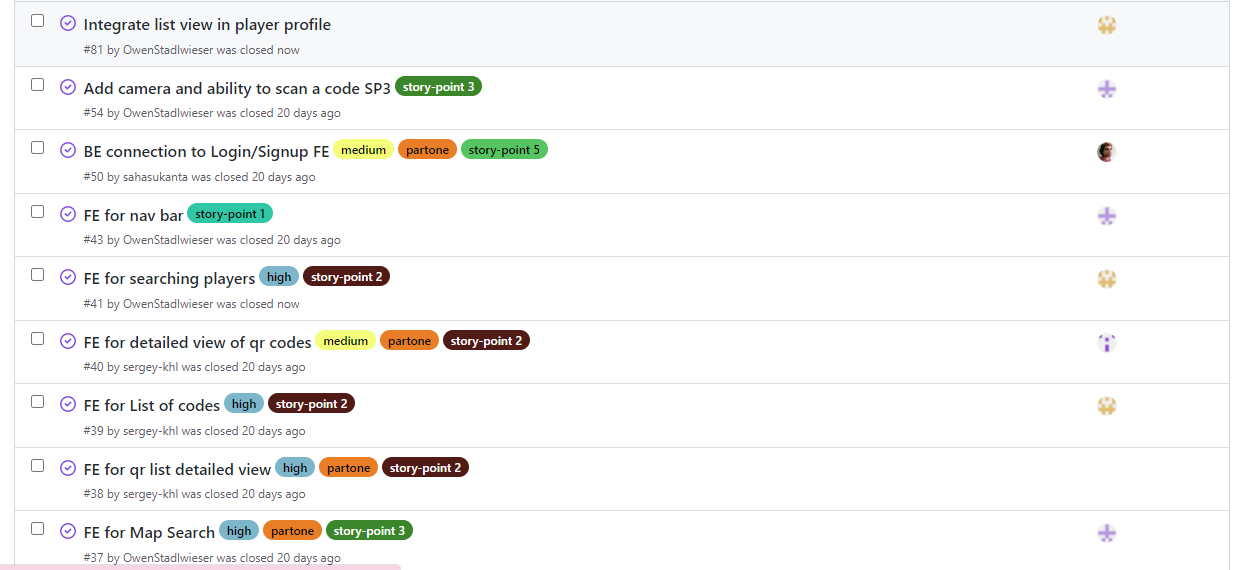 Integrate list view in player profile
#81 by OwenStadlwieser was closed now
Add camera and ability to scan a code SP3 story-point 3
#54 by OwenStadlwieser was closed 20 days ago
BE connection to Login/Signup FE medium partone story-point 5
#50 by sahasukanta was closed 20 days ago
FE for nav bar story-point 1
#43 by OwenStadlwieser was closed 20 days ago
FE for searching players high story-point 2
#41 by OwenStadlwieser was closed now
FE for detailed view of qr codes medium partone story-point 2
#40 by sergey-khl was closed 20 days ago
FE for List of codes high story-point 2
#39 by sergey-khl was closed 20 days ago
FE for qr list detailed view high partone story-point 2
#38 by sergey-khl was closed 20 days ago
FE for Map Search high partone story-point 3
#37 by OwenStadlwieser was closed 20 days ago